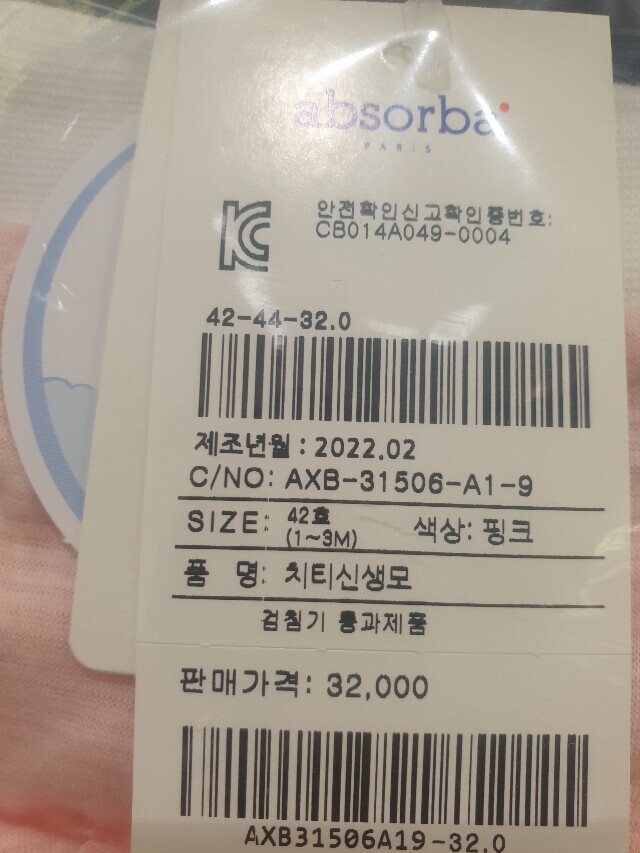 absorba
PARIS
안전확인신고확인증번호:
CB014A049-0004
42-44-32.0
제조년월: 2022.02
C/NO: AXB-31506-A1-9
SIZE: 42호 (1~3M) 색상: 핑크
품 명: 치티신생모
검침기 통과제품
판매가격: 32,000
AXB31506A19-32.0